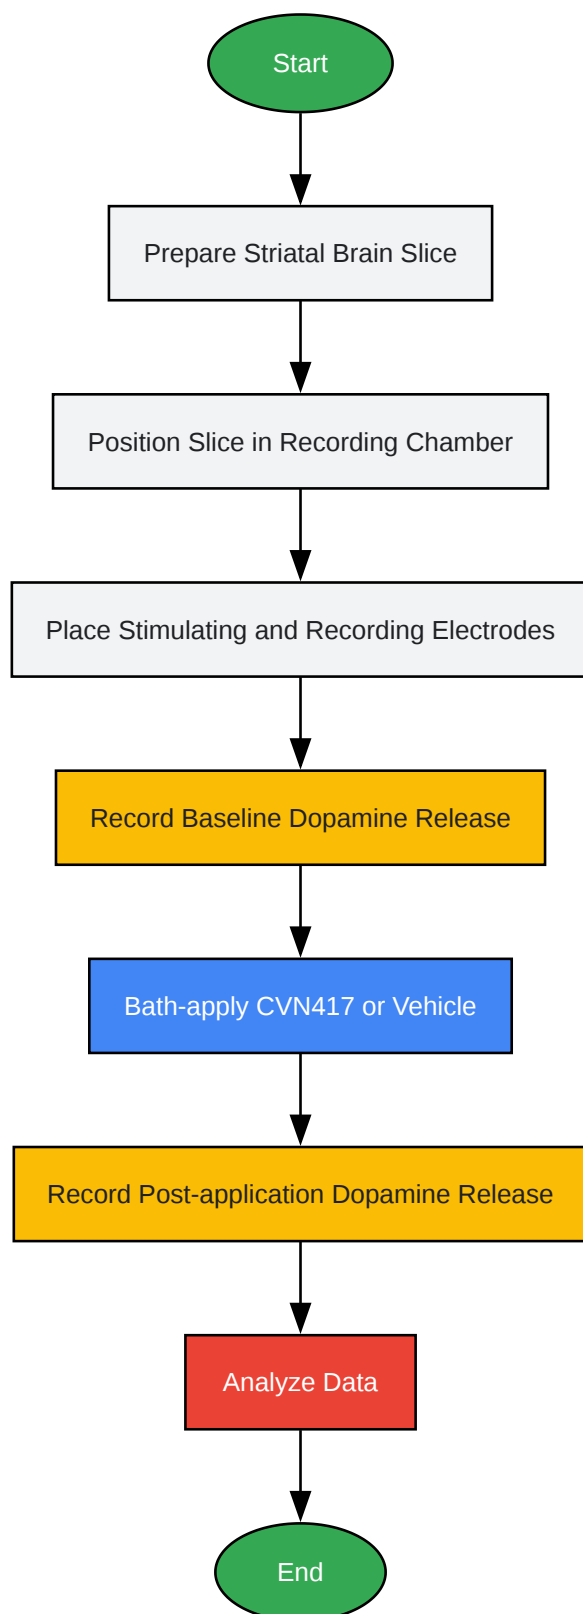 Start
Prepare Striatal Brain Slice
Position Slice in Recording Chamber
Place Stimulating and Recording Electrodes
Record Baseline Dopamine Release
Bath-apply CVN417 or Vehicle
Record Post-application Dopamine Release
Analyze Data
End